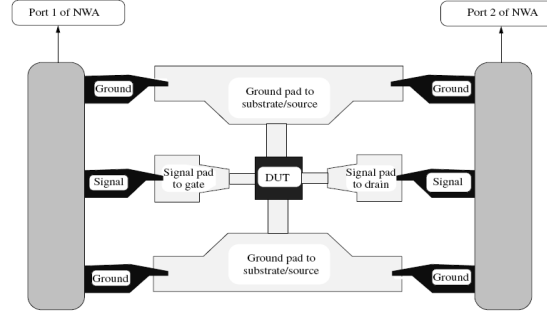 Port 1 of NWA
Port 2 of NWA
Ground
Ground pad to
substrate/source
Ground
Signal
Signal pad
to gate
DUT
Signal pad
to drain
Signal
Ground
Ground pad to
substrate/source
Ground